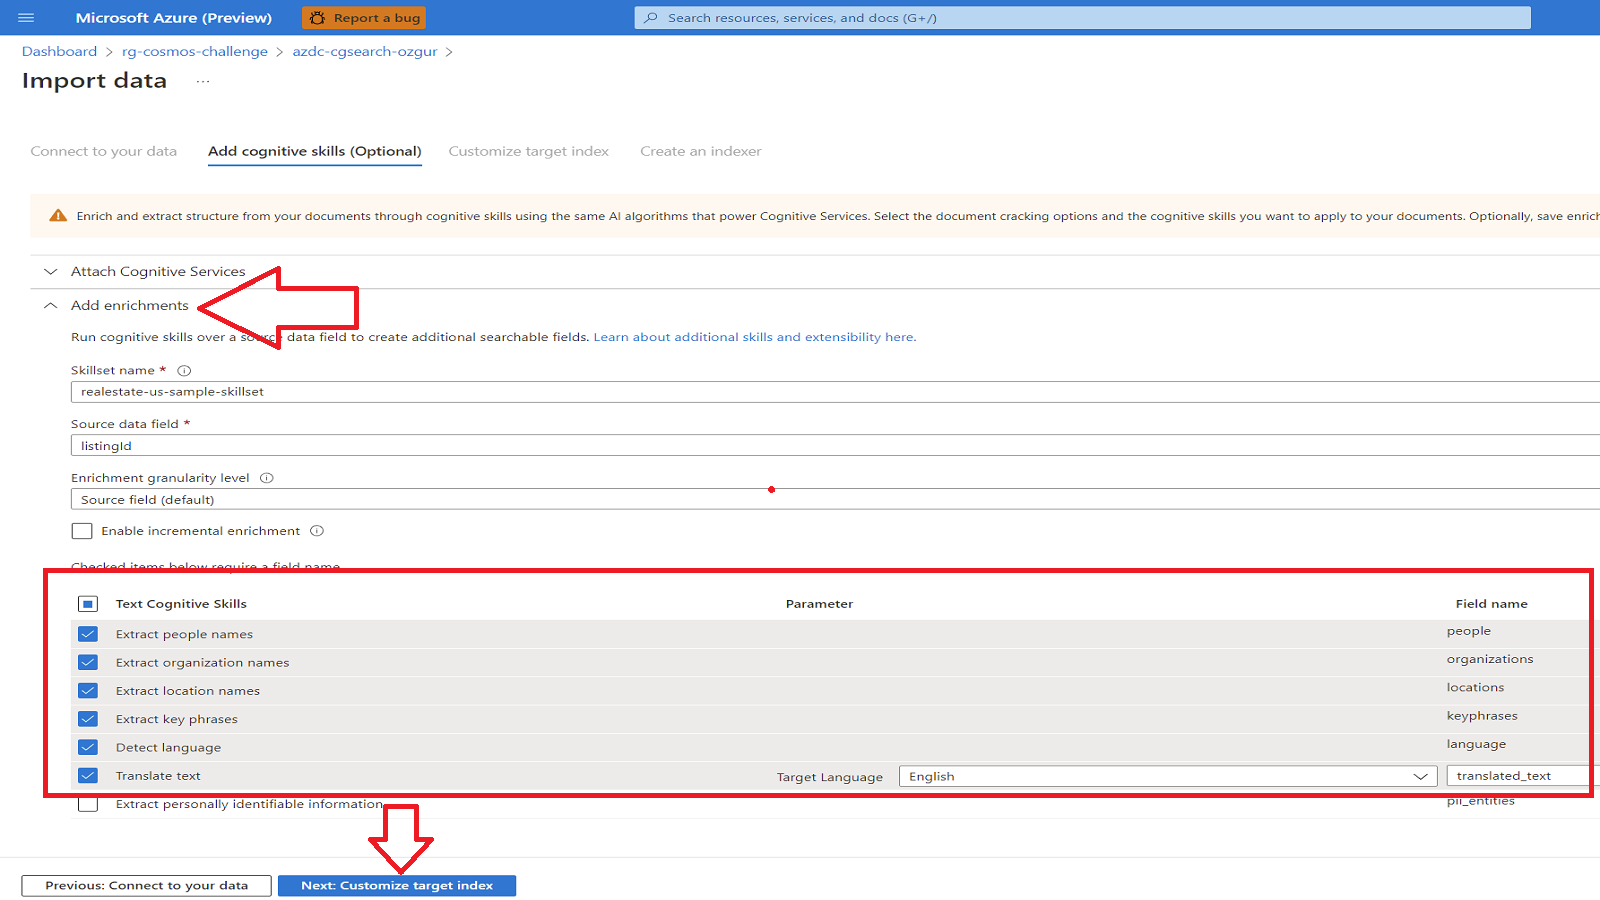 Microsoft Azure (Preview)
Report a bug
Search resources, services, and docs (G+/)
Dashboard > rg-cosmos-challenge > azdc-cgsearch-ozgur >
Import data ...
Connect to your data
Add cognitive skills (Optional)
Customize target index
Create an indexer
Enrich and extract structure from your documents through cognitive skills using the same AI algorithms that power Cognitive Services. Select the document cracking options and the cognitive skills you want to apply to your documents. Optionally, save enric
Attach Cognitive Services
Add enrichments
Run cognitive skills over a source data field to create additional searchable fields. Learn about additional skills and extensibility here.
Skillset name *
realestate-us-sample-skillset
Source data field *
listingId
Enrichment granularity level
Source field (default)
Enable incremental enrichment
Checked items below require a field name
Text Cognitive Skills Parameter Field name
Extract people names people
Extract organization names organizations
Extract location names locations
Extract key phrases keyphrases
Detect language language
Translate text Target Language English translated_text
Extract personally identifiable information pii_entities
Previous: Connect to your data
Next: Customize target index